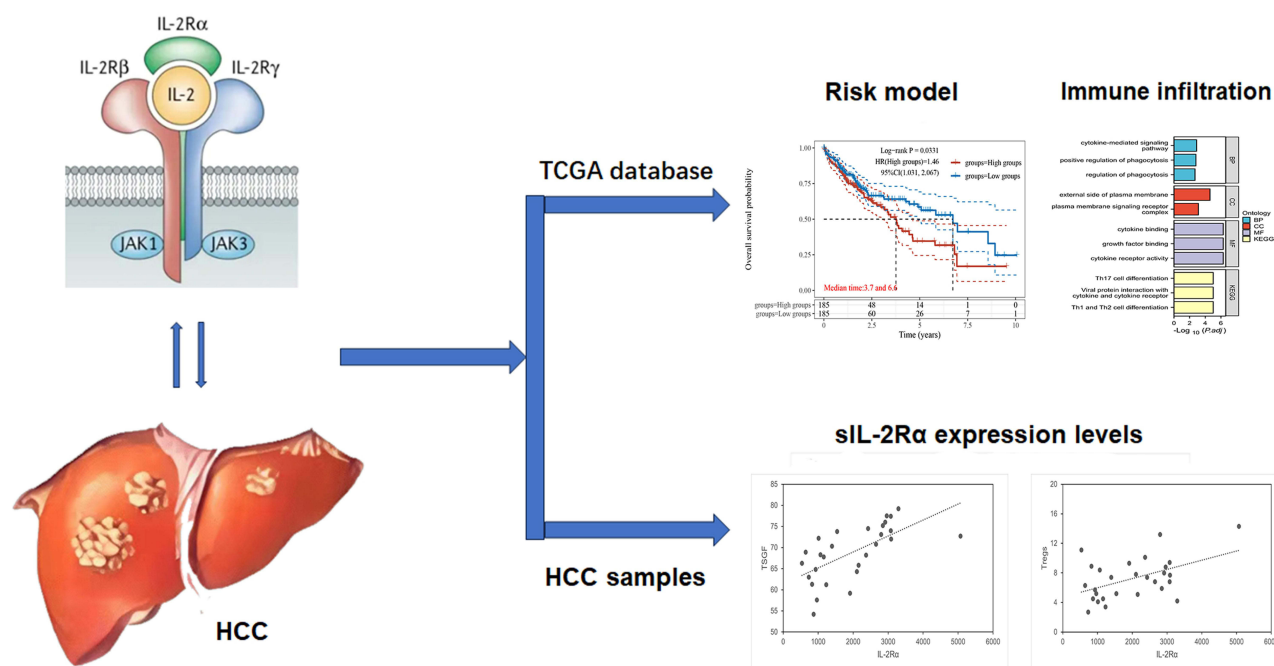 IL-2Rα
IL-2Rβ
IL-2Rγ
IL-2
JAK1
JAK3
HCC
TCGA database
HCC samples
Risk model
Log-rank P = 0.0331
HR(High groups)=1.46
95%CI(1.031, 2.067)
groups=High groups
groups=Low groups
Overall survival probability
1.00
0.75
0.50
0.25
0.00
Median time:3.7 and 6.6
groups=High groups 185 48 14 1 0
groups=Low groups 185 60 26 7 1
0 2.5 5 7.5 10
Time (years)
Immune infiltration
cytokine-mediated signaling
pathway
positive regulation of phagocytosis
regulation of phagocytosis
BP
external side of plasma membrane
plasma membrane signaling receptor
complex
CC
cytokine binding
growth factor binding
cytokine receptor activity
MF
Th17 cell differentiation
Viral protein interaction with
cytokine and cytokine receptor
Th1 and Th2 cell differentiation
KEGG
0 2 4 6
-Log10 (P.adj)
Ontology
BP
CC
MF
KEGG
sIL-2Rα expression levels
TSGF
85
80
75
70
65
60
55
50
0 1000 2000 3000 4000 5000 6000
IL-2Rα
Tregs
20
16
12
8
4
0
0 1000 2000 3000 4000 5000 6000
IL-2Rα